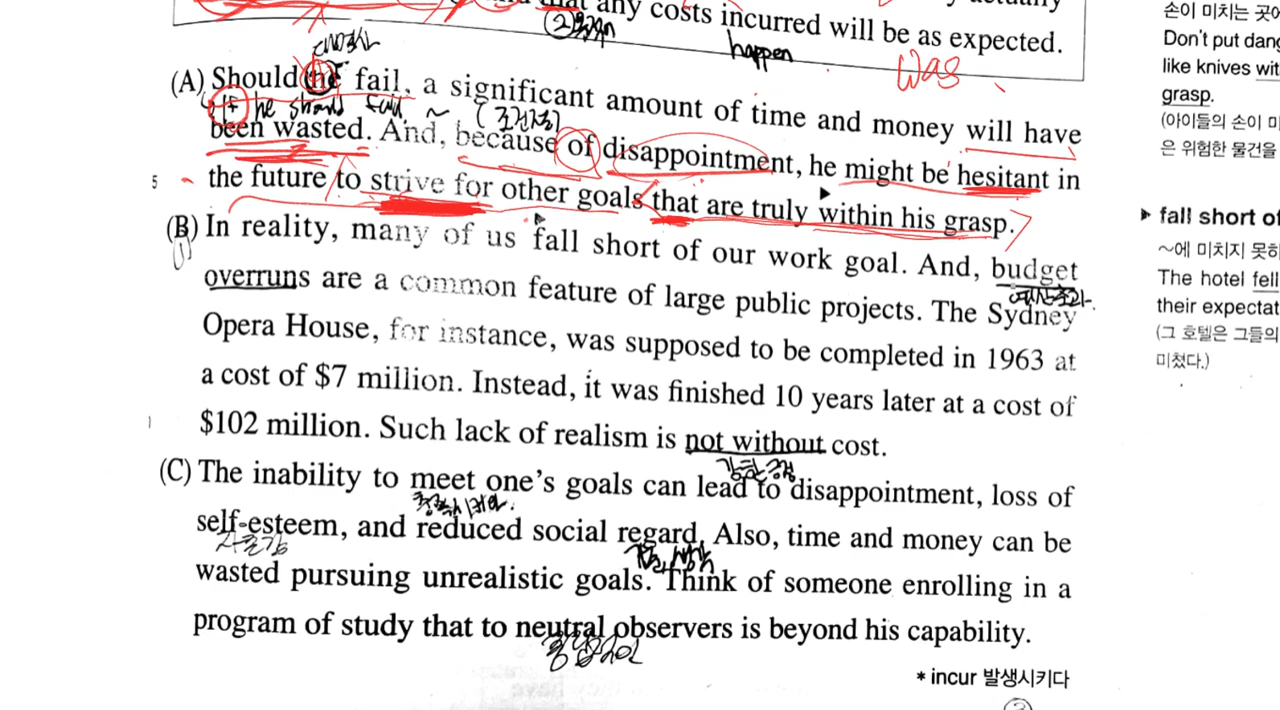 any costs incurred will be as expected.
happen
was
(A) Should he fail, a significant amount of time and money will have
If he should fail ~ (조건절)
been wasted. And, because of disappointment, he might be hesitant in
5 the future to strive for other goals that are truly within his grasp.
(B) In reality, many of us fall short of our work goal. And, budget
overruns are a common feature of large public projects. The Sydney
예산초과
Opera House, for instance, was supposed to be completed in 1963 at
a cost of $7 million. Instead, it was finished 10 years later at a cost of
$102 million. Such lack of realism is not without cost.
강한 긍정
(C) The inability to meet one's goals can lead to disappointment, loss of
충족시키다.
self-esteem, and reduced social regard. Also, time and money can be
자존감
wasted pursuing unrealistic goals. Think of someone enrolling in a
program of study that to neutral observers is beyond his capability.
* incur 발생시키다
손이 미치는 곳에
Don't put dang
like knives wit
grasp.
(아이들의 손이 미
은 위험한 물건을
fall short of
~에 미치지 못하
The hotel fell
their expectat
(그 호텔은 그들의
미쳤다.)